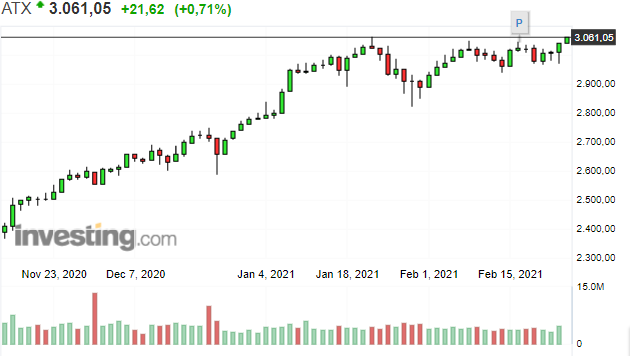 ATX 3.061,05 +21,62 (+0,71%)
P
3.061,05
2.900,00
2.800,00
2.700,00
2.600,00
2.500,00
2.400,00
2.300,00
investing.com
Nov 23, 2020 Dec 7, 2020 Jan 4, 2021 Jan 18, 2021 Feb 1, 2021 Feb 15, 2021
15.0M
0